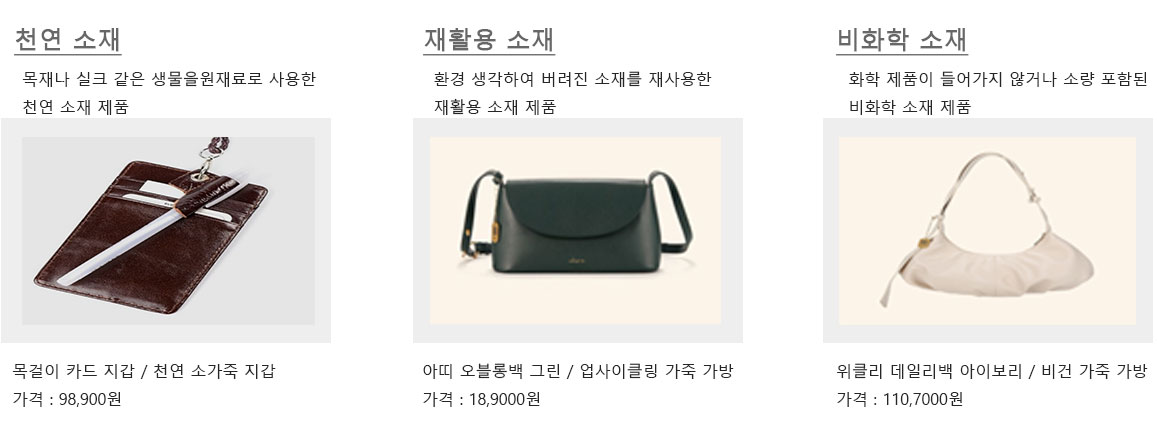 천연 소재
목재나 실크 같은 생물을원재료로 사용한
천연 소재 제품
목걸이 카드 지갑 / 천연 소가죽 지갑
가격 : 98,900원
재활용 소재
환경 생각하여 버려진 소재를 재사용한
재활용 소재 제품
아띠 오블롱백 그린 / 업사이클링 가죽 가방
가격 : 18,9000원
비화학 소재
화학 제품이 들어가지 않거나 소량 포함된
비화학 소재 제품
위클리 데일리백 아이보리 / 비건 가죽 가방
가격 : 110,7000원